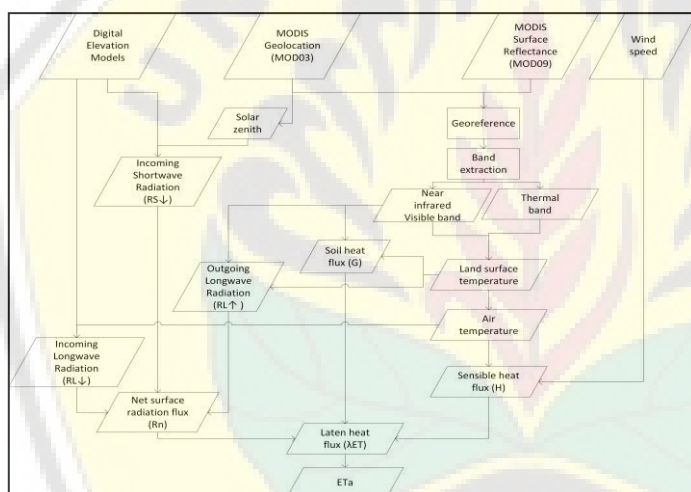 Digital
Elevation
Models
MODIS
Geolocation
(MOD03)
MODIS
Surface
Reflectance
(MOD09)
Wind
speed
Solar
zenith
Georeference
Band
extraction
Incoming
Shortwave
Radiation
(RS↓)
Near
infrared
Visible band
Thermal
band
Soil heat
flux (G)
Outgoing
Longwave
Radiation
(RL↑ )
Land surface
temperature
Air
temperature
Incoming
Longwave
Radiation
(RL↓)
Sensible heat
flux (H)
Net surface
radiation flux
(Rn)
Laten heat
flux (λET)
ETa